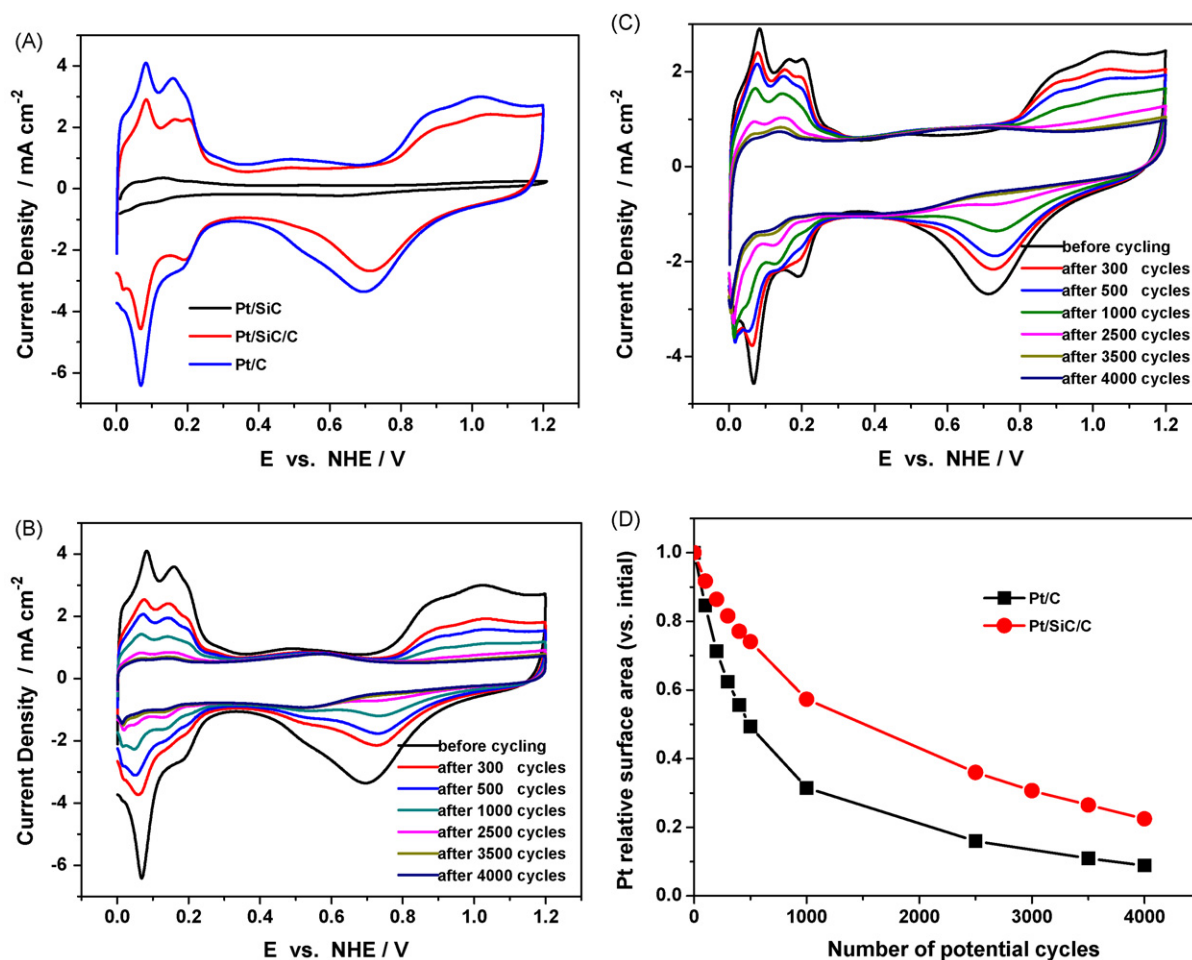 (A)
Current Density / mA cm-2
4
2
0
-2
-4
-6
Pt/SiC
Pt/SiC/C
Pt/C
0.0 0.2 0.4 0.6 0.8 1.0 1.2
E vs. NHE / V
(C)
Current Density / mA cm-2
2
0
-2
-4
before cycling
after 300 cycles
after 500 cycles
after 1000 cycles
after 2500 cycles
after 3500 cycles
after 4000 cycles
0.0 0.2 0.4 0.6 0.8 1.0 1.2
E vs. NHE / V
(B)
Current Density / mA cm-2
4
2
0
-2
-4
-6
before cycling
after 300 cycles
after 500 cycles
after 1000 cycles
after 2500 cycles
after 3500 cycles
after 4000 cycles
0.0 0.2 0.4 0.6 0.8 1.0 1.2
E vs. NHE / V
(D)
Pt relative surface area (vs. intial)
1.0
0.8
0.6
0.4
0.2
0.0
Pt/C
Pt/SiC/C
0 1000 2000 3000 4000
Number of potential cycles